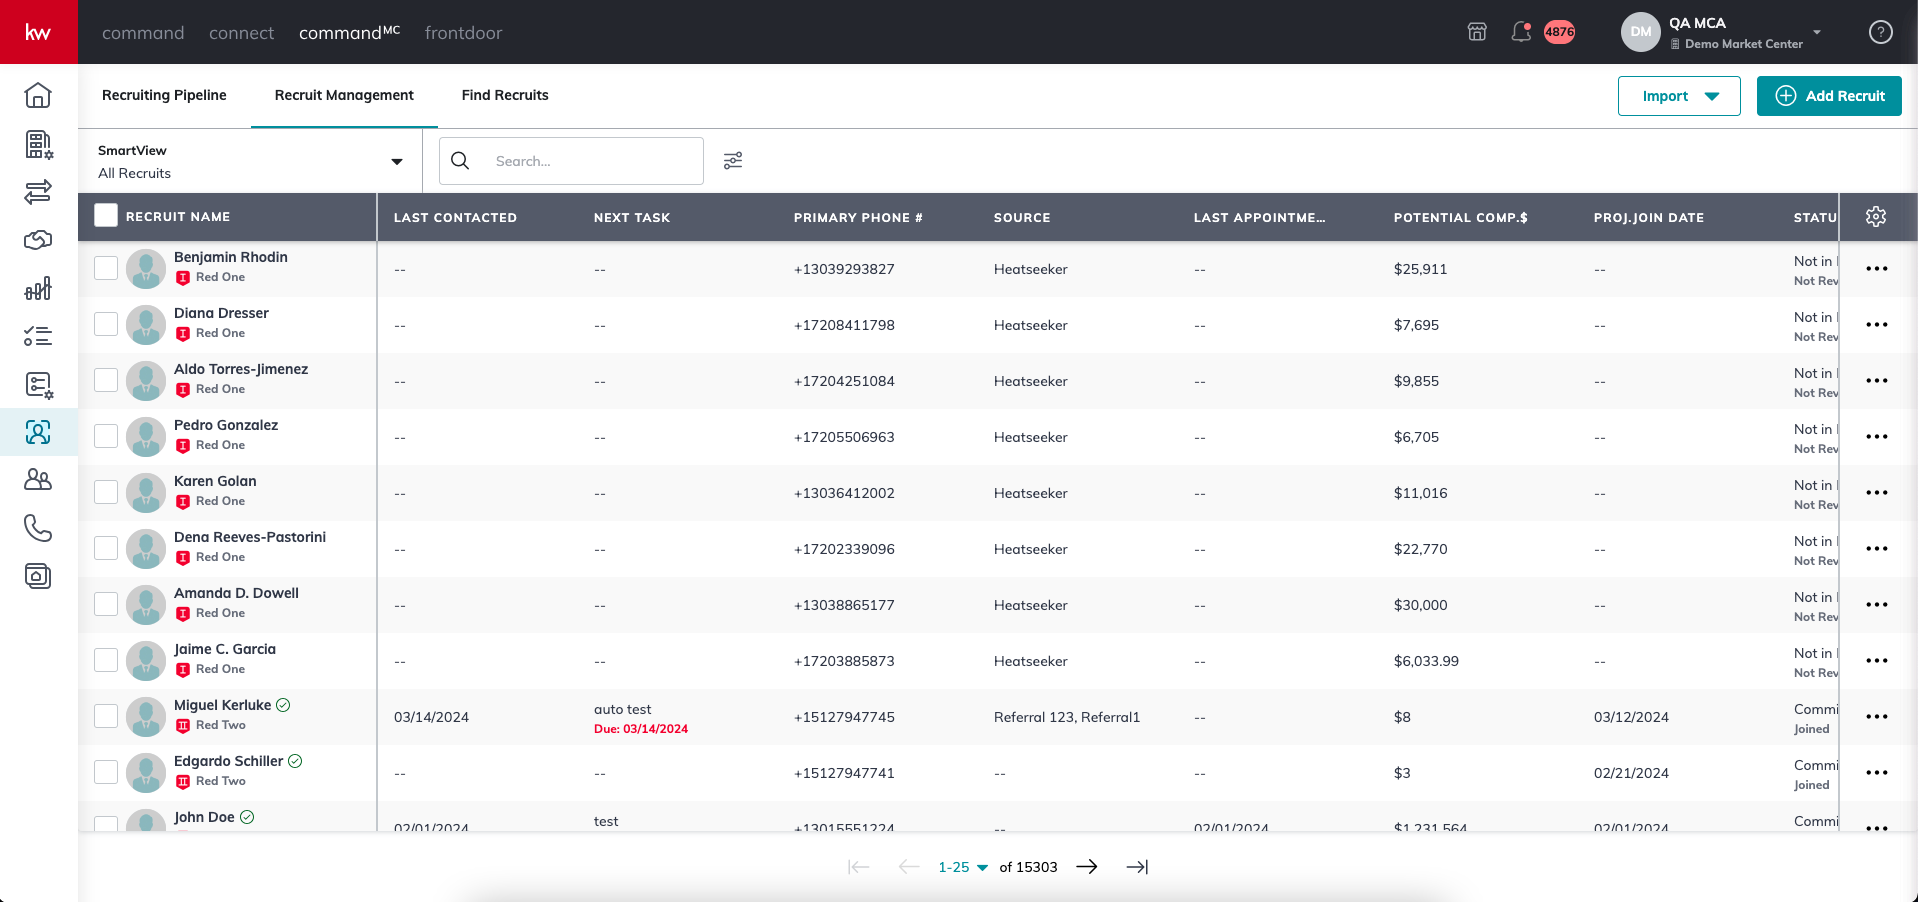 kw command connect commandMC frontdoor 4876 DM QA MCA
Demo Market Center
?
Recruiting Pipeline Recruit Management Find Recruits Import Add Recruit
SmartView
All Recruits
Search...
RECRUIT NAME LAST CONTACTED NEXT TASK PRIMARY PHONE # SOURCE LAST APPOINTME... POTENTIAL COMP.$ PROJ.JOIN DATE STATU
Benjamin Rhodin
Red One
-- -- +13039293827 Heatseeker -- $25,911 -- Not in
Not Rev
Diana Dresser
Red One
-- -- +17208411798 Heatseeker -- $7,695 -- Not in
Not Rev
Aldo Torres-Jimenez
Red One
-- -- +17204251084 Heatseeker -- $9,855 -- Not in
Not Rev
Pedro Gonzalez
Red One
-- -- +17205506963 Heatseeker -- $6,705 -- Not in
Not Rev
Karen Golan
Red One
-- -- +13036412002 Heatseeker -- $11,016 -- Not in
Not Rev
Dena Reeves-Pastorini
Red One
-- -- +17202339096 Heatseeker -- $22,770 -- Not in
Not Rev
Amanda D. Dowell
Red One
-- -- +13038865177 Heatseeker -- $30,000 -- Not in
Not Rev
Jaime C. Garcia
Red One
-- -- +17203885873 Heatseeker -- $6,033.99 -- Not in
Not Rev
Miguel Kerluke
Red Two
03/14/2024 auto test
Due: 03/14/2024
+15127947745 Referral 123, Referral1 -- $8 03/12/2024 Commi
Joined
Edgardo Schiller
Red Two
-- -- +15127947741 -- -- $3 02/21/2024 Commi
Joined
John Doe
02/01/2024 test +13015551224 -- 02/01/2024 $1,231,564 02/01/2024 Commi
1-25 of 15303